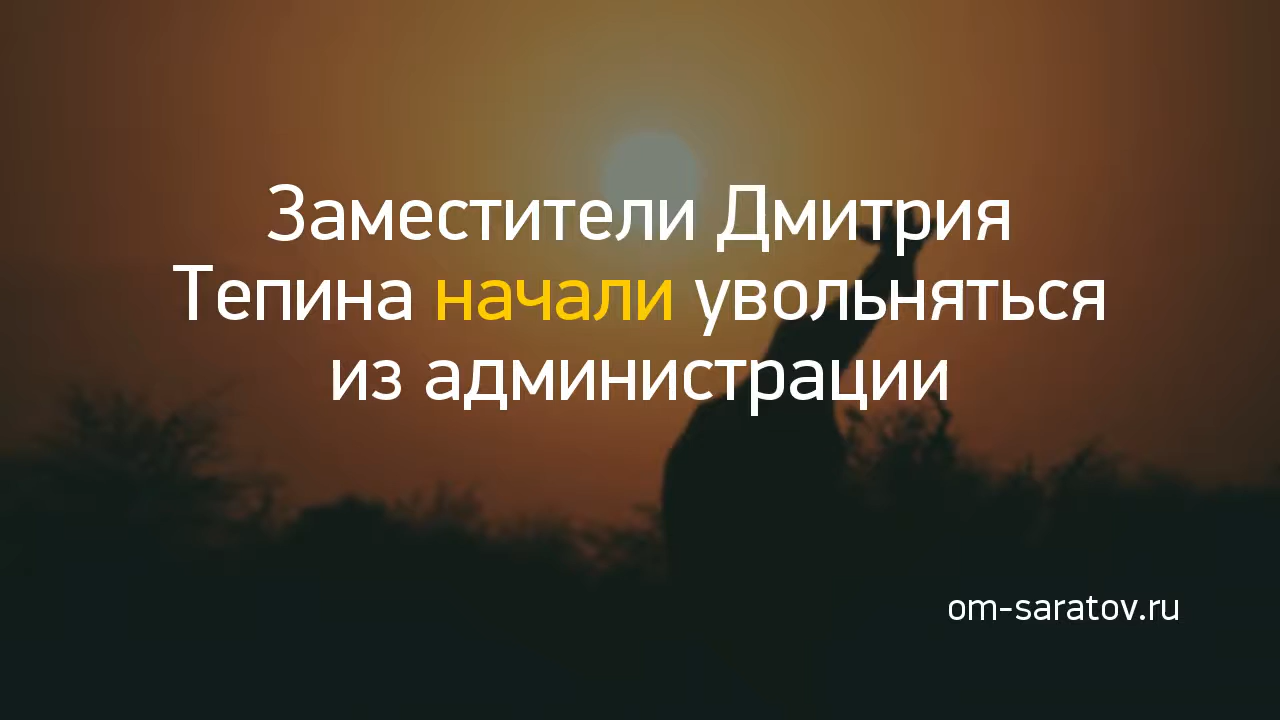 Заместители Дмитрия
Тепина начали увольняться
из администрации
om-saratov.ru